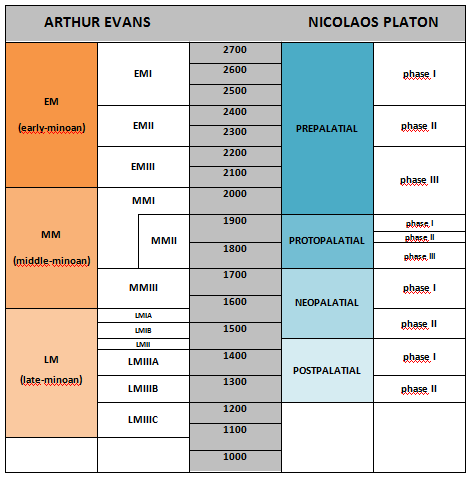 ARTHUR EVANS
NICOLAOS PLATON
EM
(early-minoan)
MM
(middle-minoan)
LM
(late-minoan)
EMI
EMII
EMIII
MMI
MMII
MMIII
LMIA
LMIB
LMII
LMIIIA
LMIIIB
LMIIIC
2700
2600
2500
2400
2300
2200
2100
2000
1900
1800
1700
1600
1500
1400
1300
1200
1100
1000
PREPALATIAL
PROTOPALATIAL
NEOPALATIAL
POSTPALATIAL
phase I
phase II
phase III
phase I
phase II
phase III
phase I
phase II
phase I
phase II